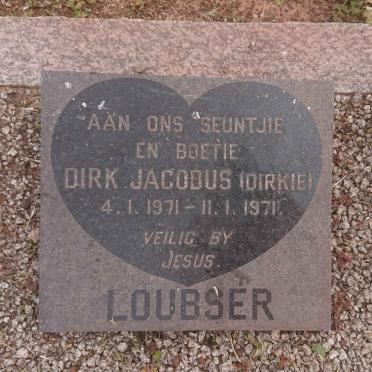 AAN ONS SEUNTJIE
EN BOETIE
DIRK JACOBUS (DIRKIE)
4. 1. 1971 - 11. 1. 1971.
VEILIG BY
JESUS.
LOUBSER